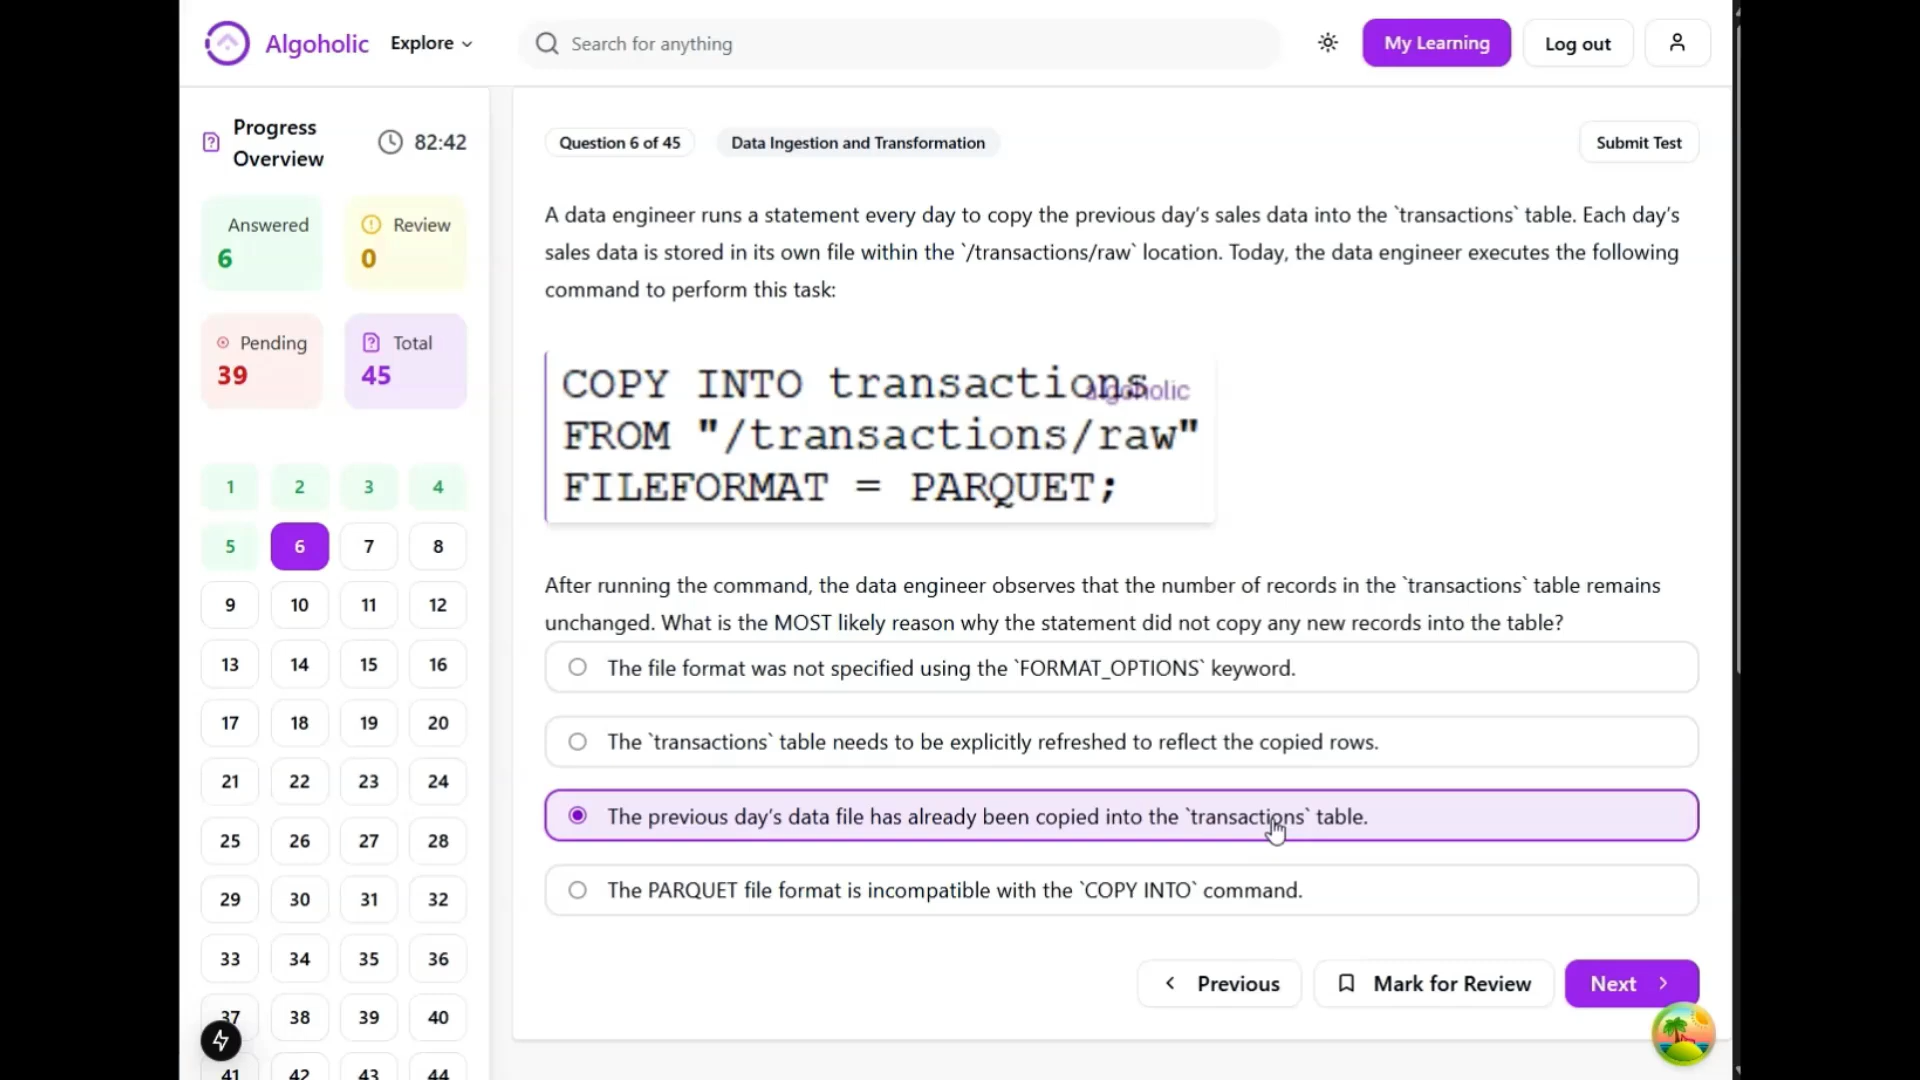 Algoholic
Explore
Search for anything
My Learning
Log out
Progress
Overview
82:42
Answered
6
Review
0
Pending
39
Total
45
1 2 3 4
5 6 7 8
9 10 11 12
13 14 15 16
17 18 19 20
21 22 23 24
25 26 27 28
29 30 31 32
33 34 35 36
37 38 39 40
41 42 43 44
Question 6 of 45
Data Ingestion and Transformation
Submit Test
A data engineer runs a statement every day to copy the previous day's sales data into the `transactions` table. Each day's
sales data is stored in its own file within the `/transactions/raw` location. Today, the data engineer executes the following
command to perform this task:
COPY INTO transactions
algoholic
FROM "/transactions/raw"
FILEFORMAT = PARQUET;
After running the command, the data engineer observes that the number of records in the `transactions` table remains
unchanged. What is the MOST likely reason why the statement did not copy any new records into the table?
The file format was not specified using the `FORMAT_OPTIONS` keyword.
The `transactions` table needs to be explicitly refreshed to reflect the copied rows.
The previous day's data file has already been copied into the `transactions` table.
The PARQUET file format is incompatible with the `COPY INTO` command.
Previous
Mark for Review
Next